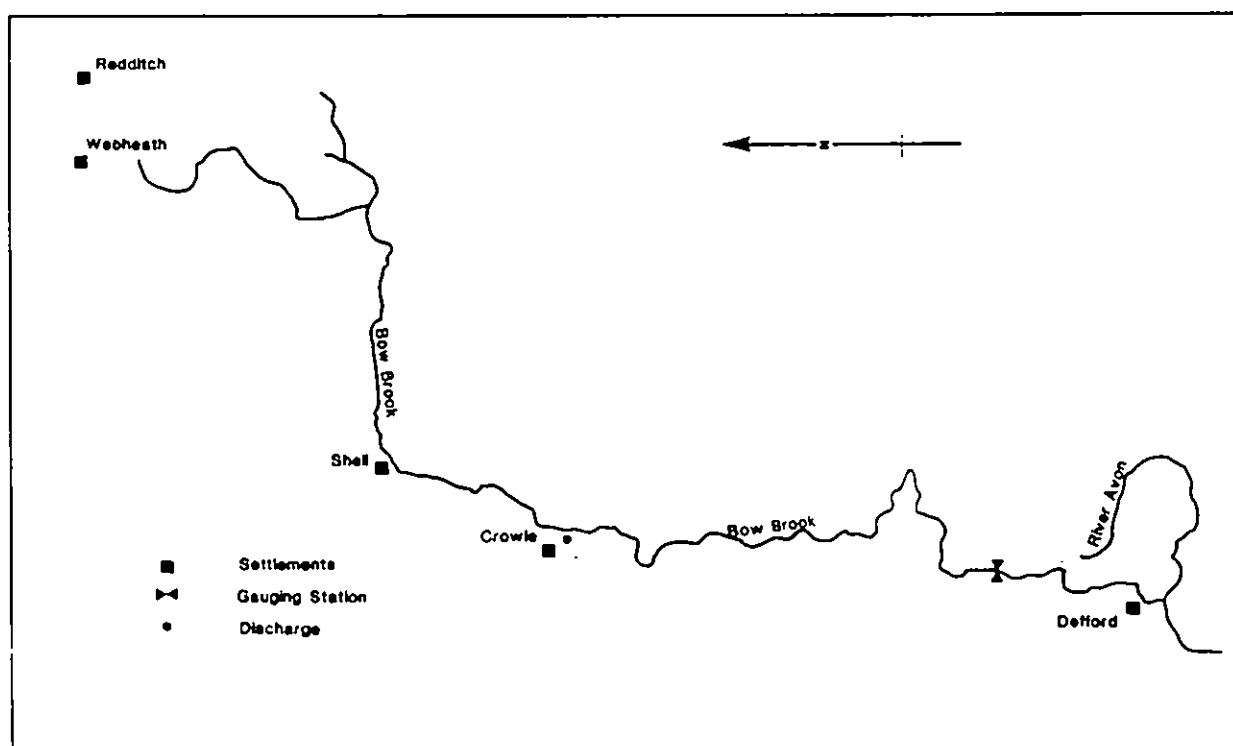 Redditch
Webheath
z
Bow Brook
Shell
Crowle
Bow Brook
River Avon
Defford
Settlements
Gauging Station
Discharge